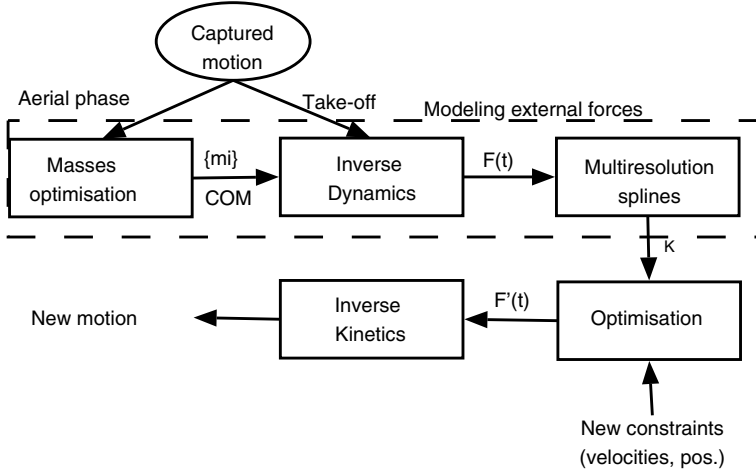 Captured
motion
Aerial phase
Take-off
Modeling external forces
Masses
optimisation
{mi}
COM
Inverse
Dynamics
F(t)
Multiresolution
splines
K
New motion
Inverse
Kinetics
F'(t)
Optimisation
New constraints
(velocities, pos.)